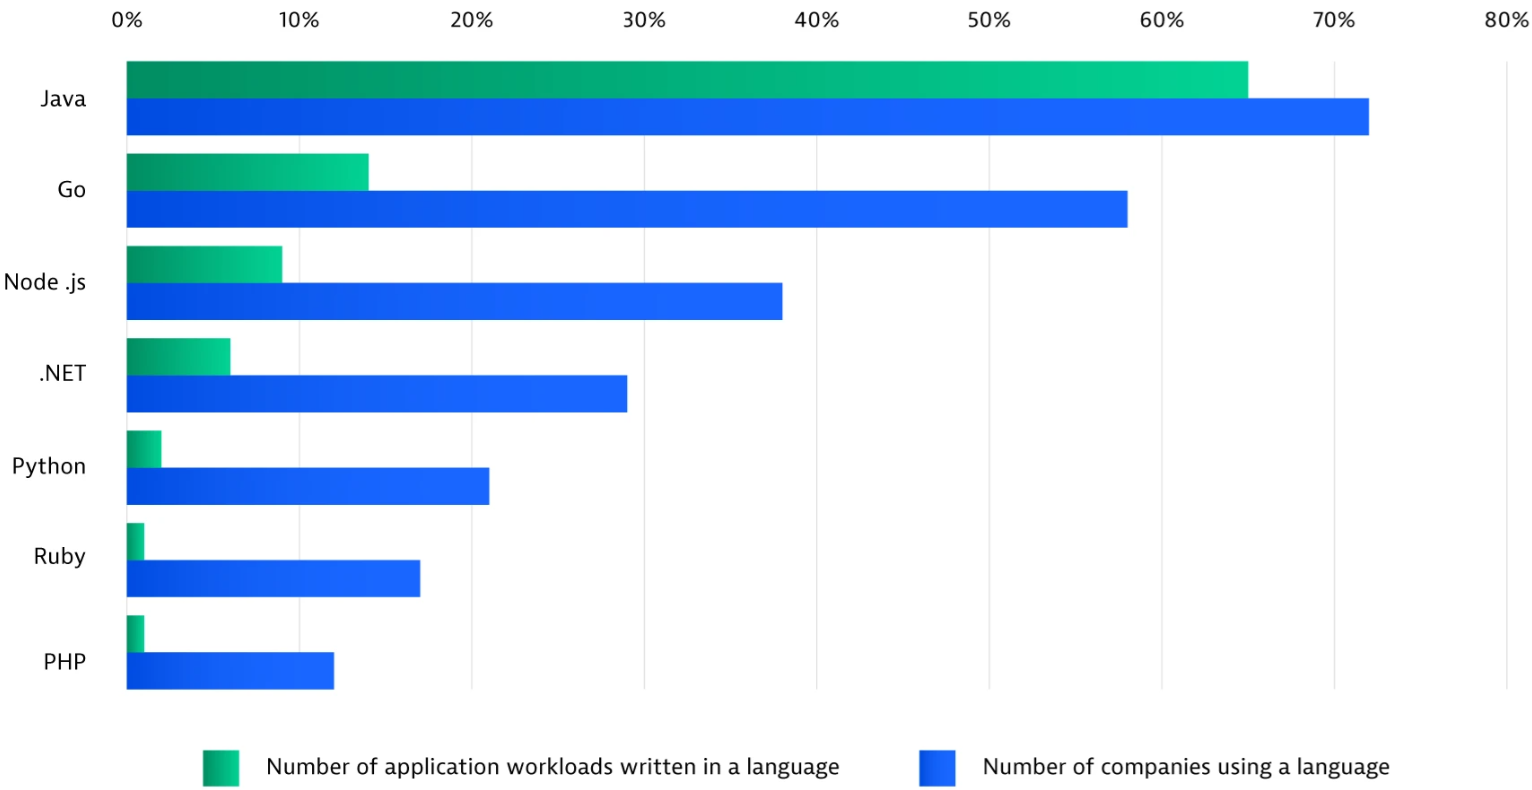 0% 10% 20% 30% 40% 50% 60% 70% 80%
Java
Go
Node .js
.NET
Python
Ruby
PHP
Number of application workloads written in a language Number of companies using a language